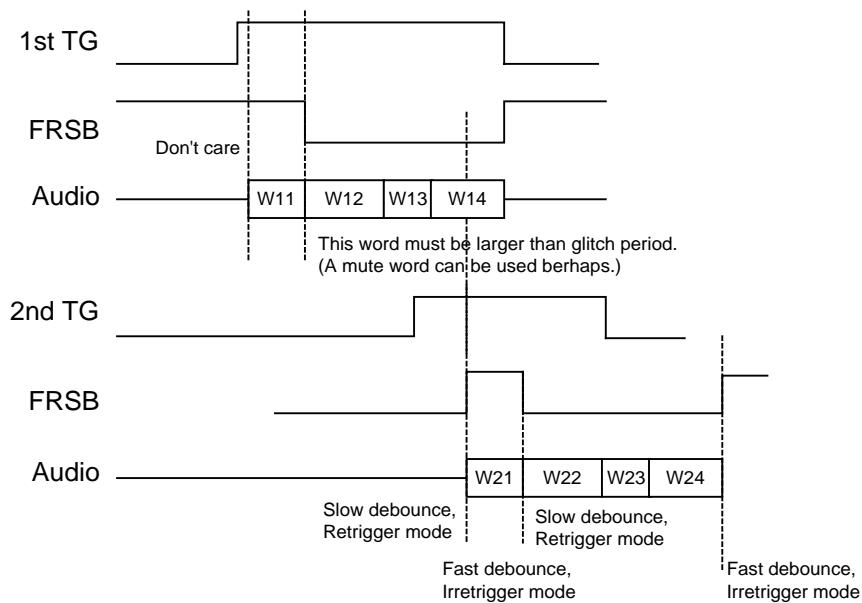 1st TG
FRSB
Don't care
Audio
W11 W12 W13 W14
This word must be larger than glitch period.
(A mute word can be used berhaps.)
2nd TG
FRSB
Audio
W21 W22 W23 W24
Slow debounce,
Retrigger mode
Slow debounce,
Retrigger mode
Fast debounce,
Irretrigger mode
Fast debounce,
Irretrigger mode